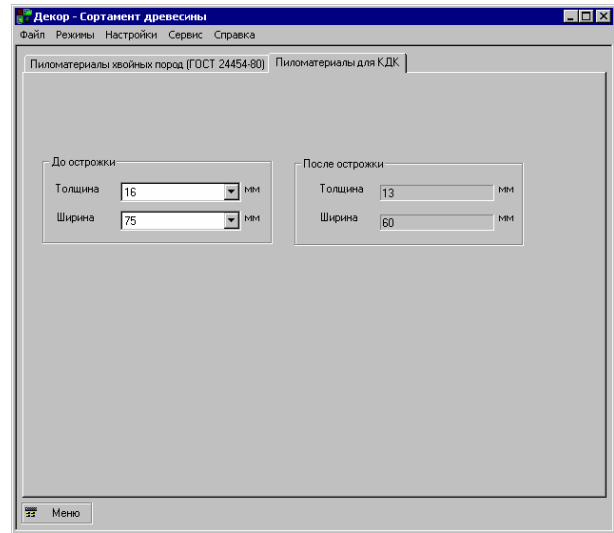 Декор - Сортамент древесины
Файл Режимы Настройки Сервис Справка
Пиломатериалы хвойных пород (ГОСТ 24454-80) Пиломатериалы для КДК
До острожки
Толщина 16 мм
Ширина 75 мм
После острожки
Толщина 13 мм
Ширина 60 мм
Меню